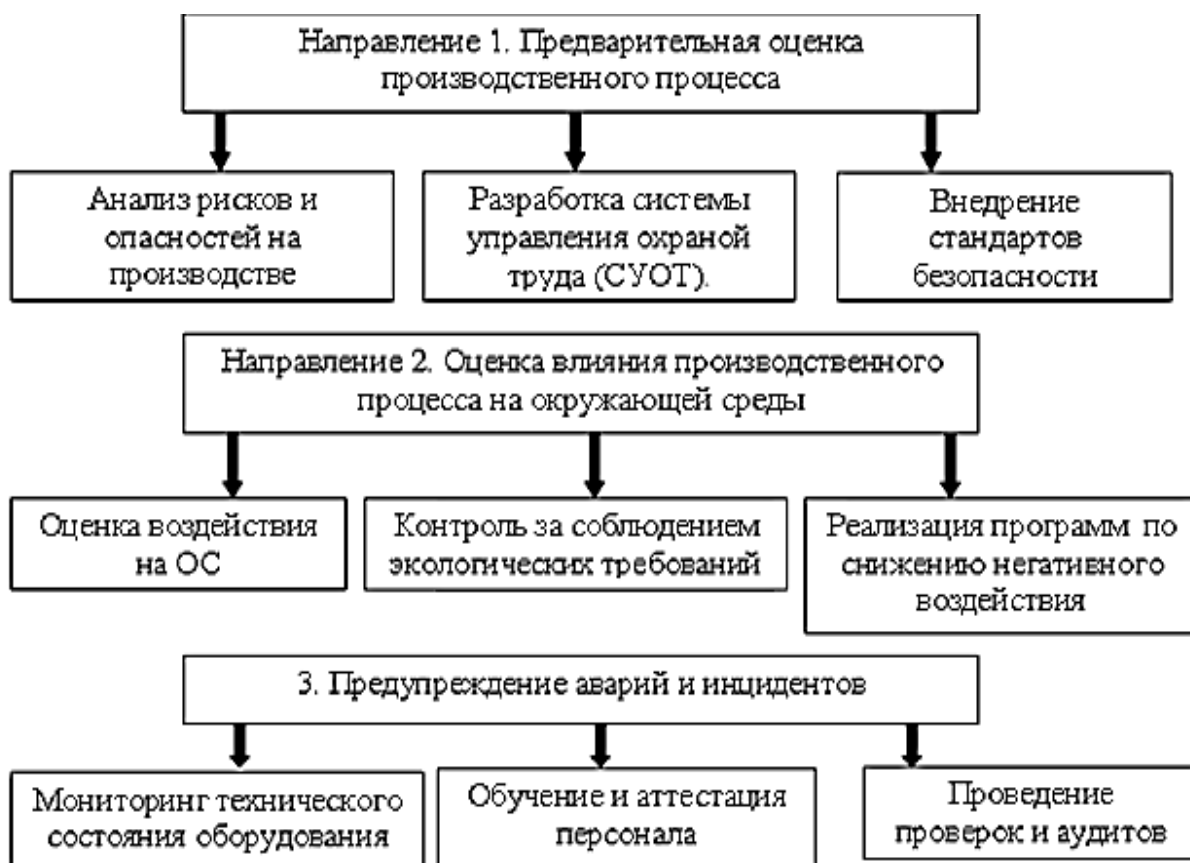 Направление 1. Предварительная оценка
производственного процесса
Анализ рисков и
опасностей на
производстве
Разработка системы
управления охраной
труда (СУОТ).
Внедрение
стандартов
безопасности
Направление 2. Оценка влияния производственного
процесса на окружающей среды
Оценка воздействия
на ОС
Контроль за соблюдением
экологических требований
Реализация программ по
снижению негативного
воздействия
3. Предупреждение аварий и инцидентов
Мониторинг технического
состояния оборудования
Обучение и аттестация
персонала
Проведение
проверок и аудитов